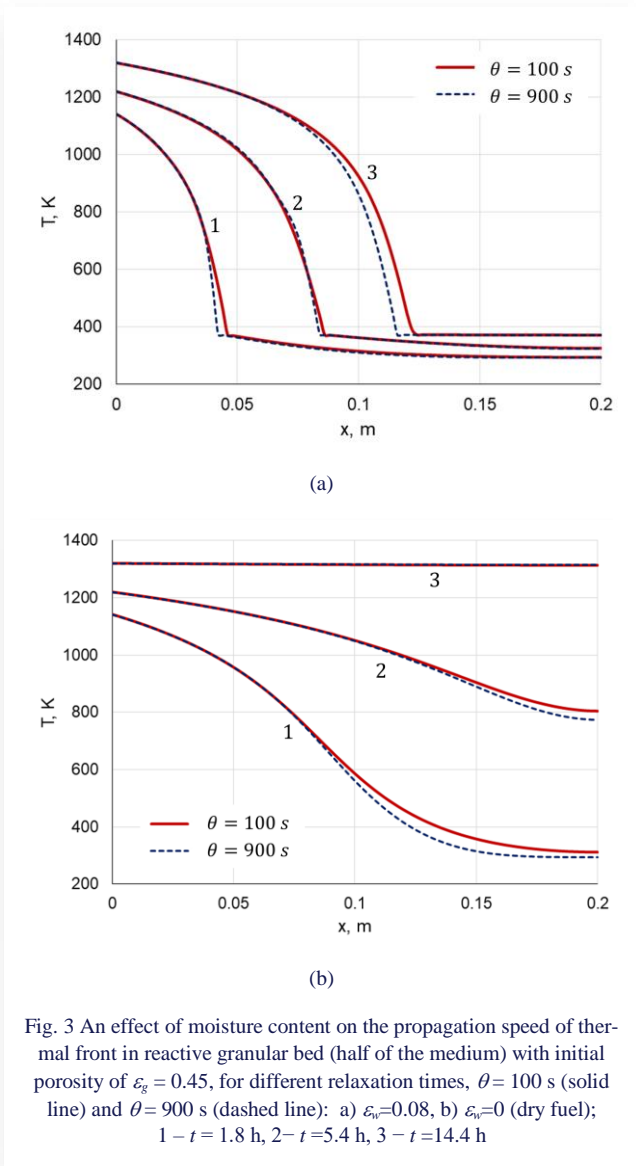 1400
1200
1000
800
600
400
200
T, K
θ = 100 s
θ = 900 s
1
2
3
0 0.05 0.1 0.15 0.2
x, m
(a)
1400
1200
1000
800
600
400
200
T, K
3
2
1
θ = 100 s
θ = 900 s
0 0.05 0.1 0.15 0.2
x, m
(b)
Fig. 3 An effect of moisture content on the propagation speed of ther-
mal front in reactive granular bed (half of the medium) with initial
porosity of εg = 0.45, for different relaxation times, θ= 100 s (solid
line) and θ= 900 s (dashed line): a) εw=0.08, b) εw=0 (dry fuel);
1 – t = 1.8 h, 2− t =5.4 h, 3 − t =14.4 h